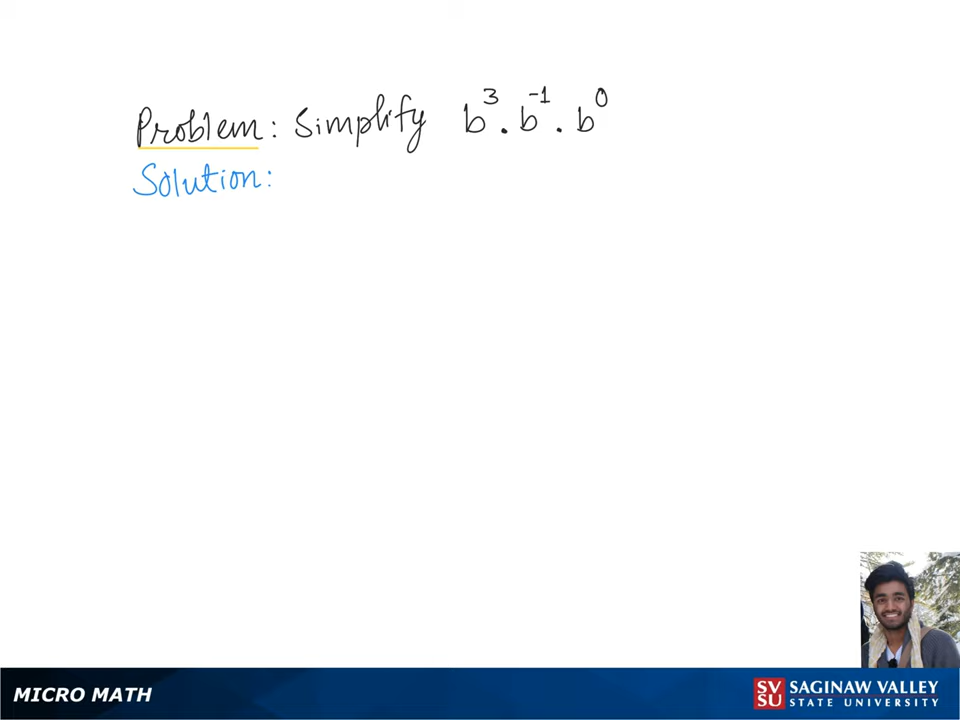 Problem: Simplify b³ . b⁻¹ . b⁰
Solution:
MICRO MATH
SVSU SAGINAW VALLEY
STATE UNIVERSITY